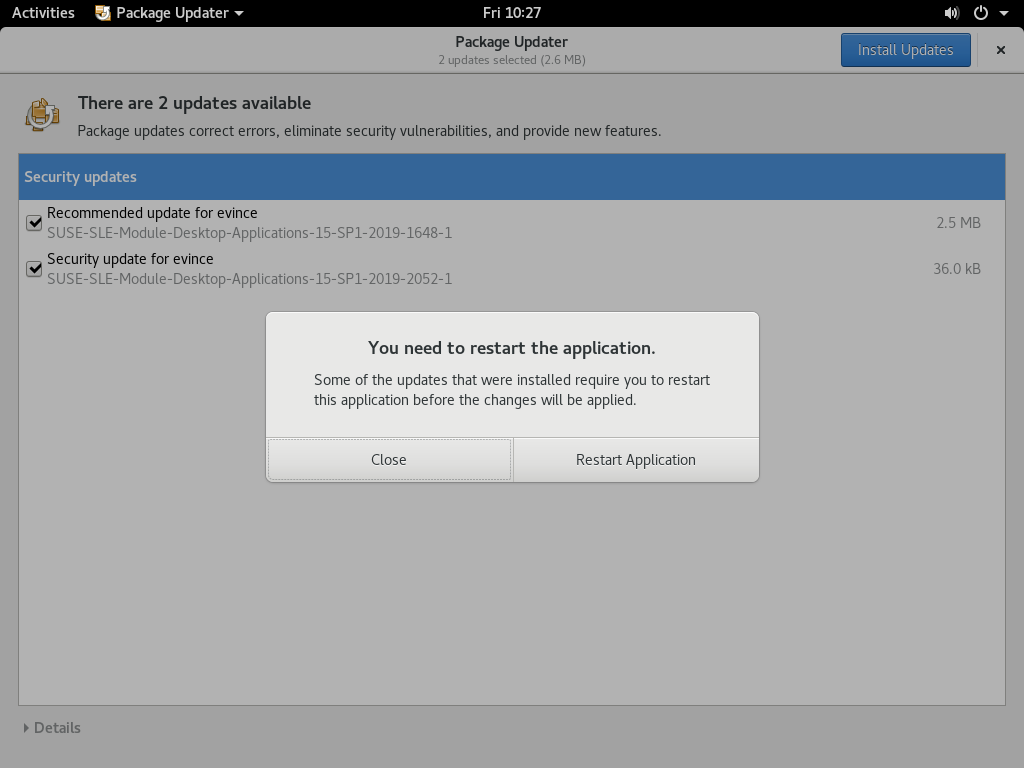 Activities Package Updater Fri 10:27
Package Updater
2 updates selected (2.6 MB)
Install Updates
There are 2 updates available
Package updates correct errors, eliminate security vulnerabilities, and provide new features.
Security updates
Recommended update for evince
SUSE-SLE-Module-Desktop-Applications-15-SP1-2019-1648-1
2.5 MB
Security update for evince
SUSE-SLE-Module-Desktop-Applications-15-SP1-2019-2052-1
36.0 kB
You need to restart the application.
Some of the updates that were installed require you to restart
this application before the changes will be applied.
Close Restart Application
Details